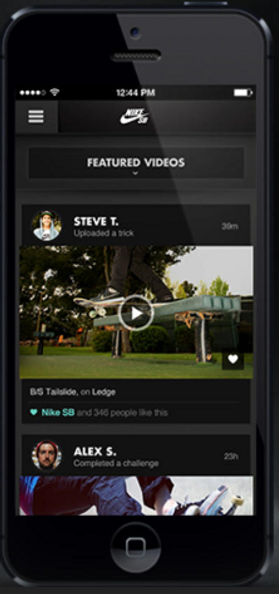 12:44 PM
NIKE
SB
FEATURED VIDEOS
STEVE T.
39m
Uploaded a trick
B/S Tailslide, on Ledge
Nike SB and 346 people like this
ALEX S.
23h
Completed a challenge